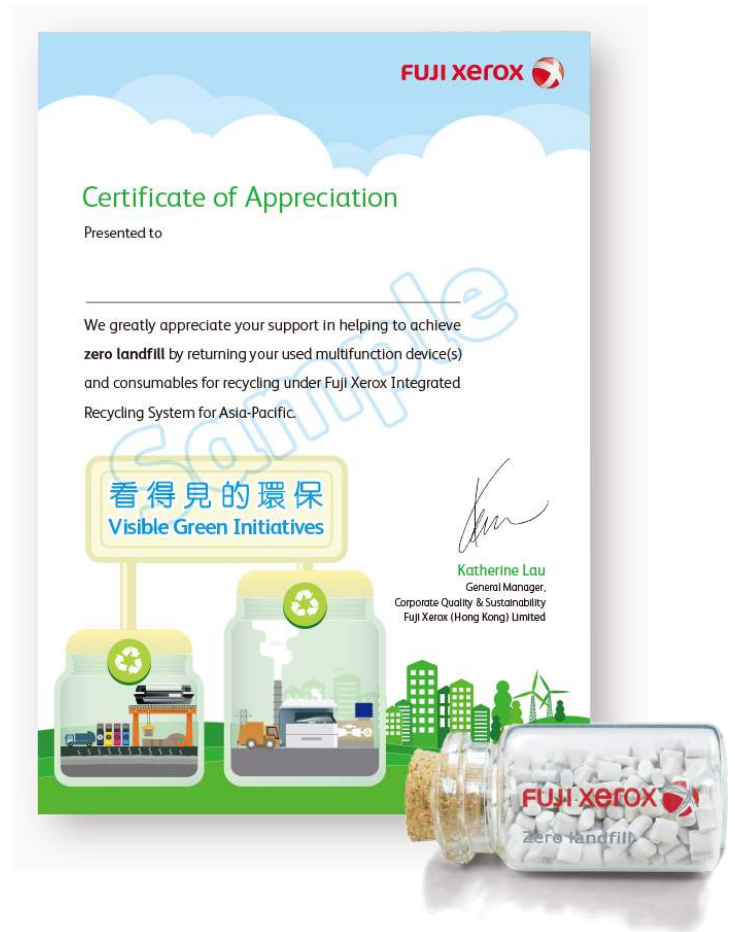 FUJI XEROX
Certificate of Appreciation
Presented to
We greatly appreciate your support in helping to achieve
zero landfill by returning your used multifunction device(s)
and consumables for recycling under Fuji Xerox Integrated
Recycling System for Asia-Pacific.
Sample
看得見的環保
Visible Green Initiatives
Katherine Lau
General Manager,
Corporate Quality & Sustainability
Fuji Xerox (Hong Kong) Limited
FUJI XEROX
Zero landfill